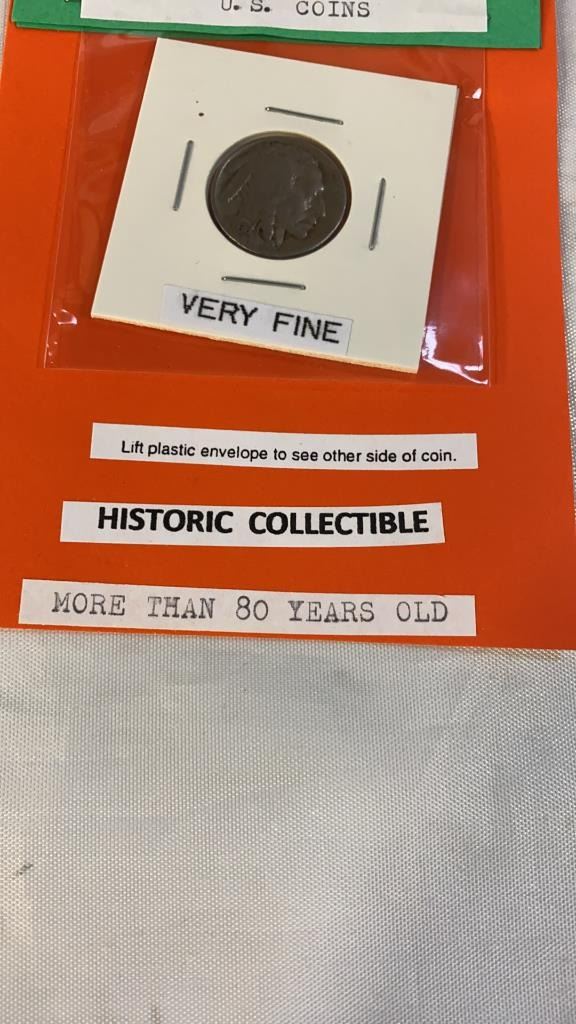 U.S. COINS
VERY FINE
Lift plastic envelope to see other side of coin.
HISTORIC COLLECTIBLE
MORE THAN 80 YEARS OLD